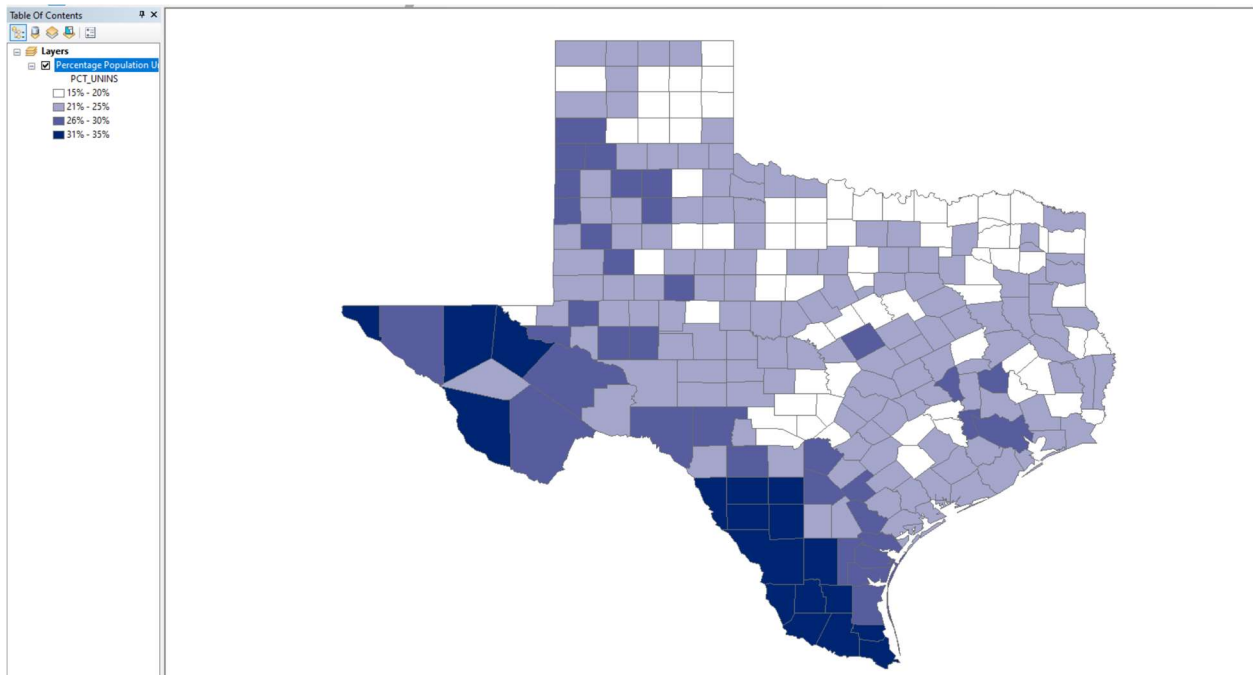 Table Of Contents
Layers
Percentage Population
PCT_UNINS
15% - 20%
21% - 25%
26% - 30%
31% - 35%